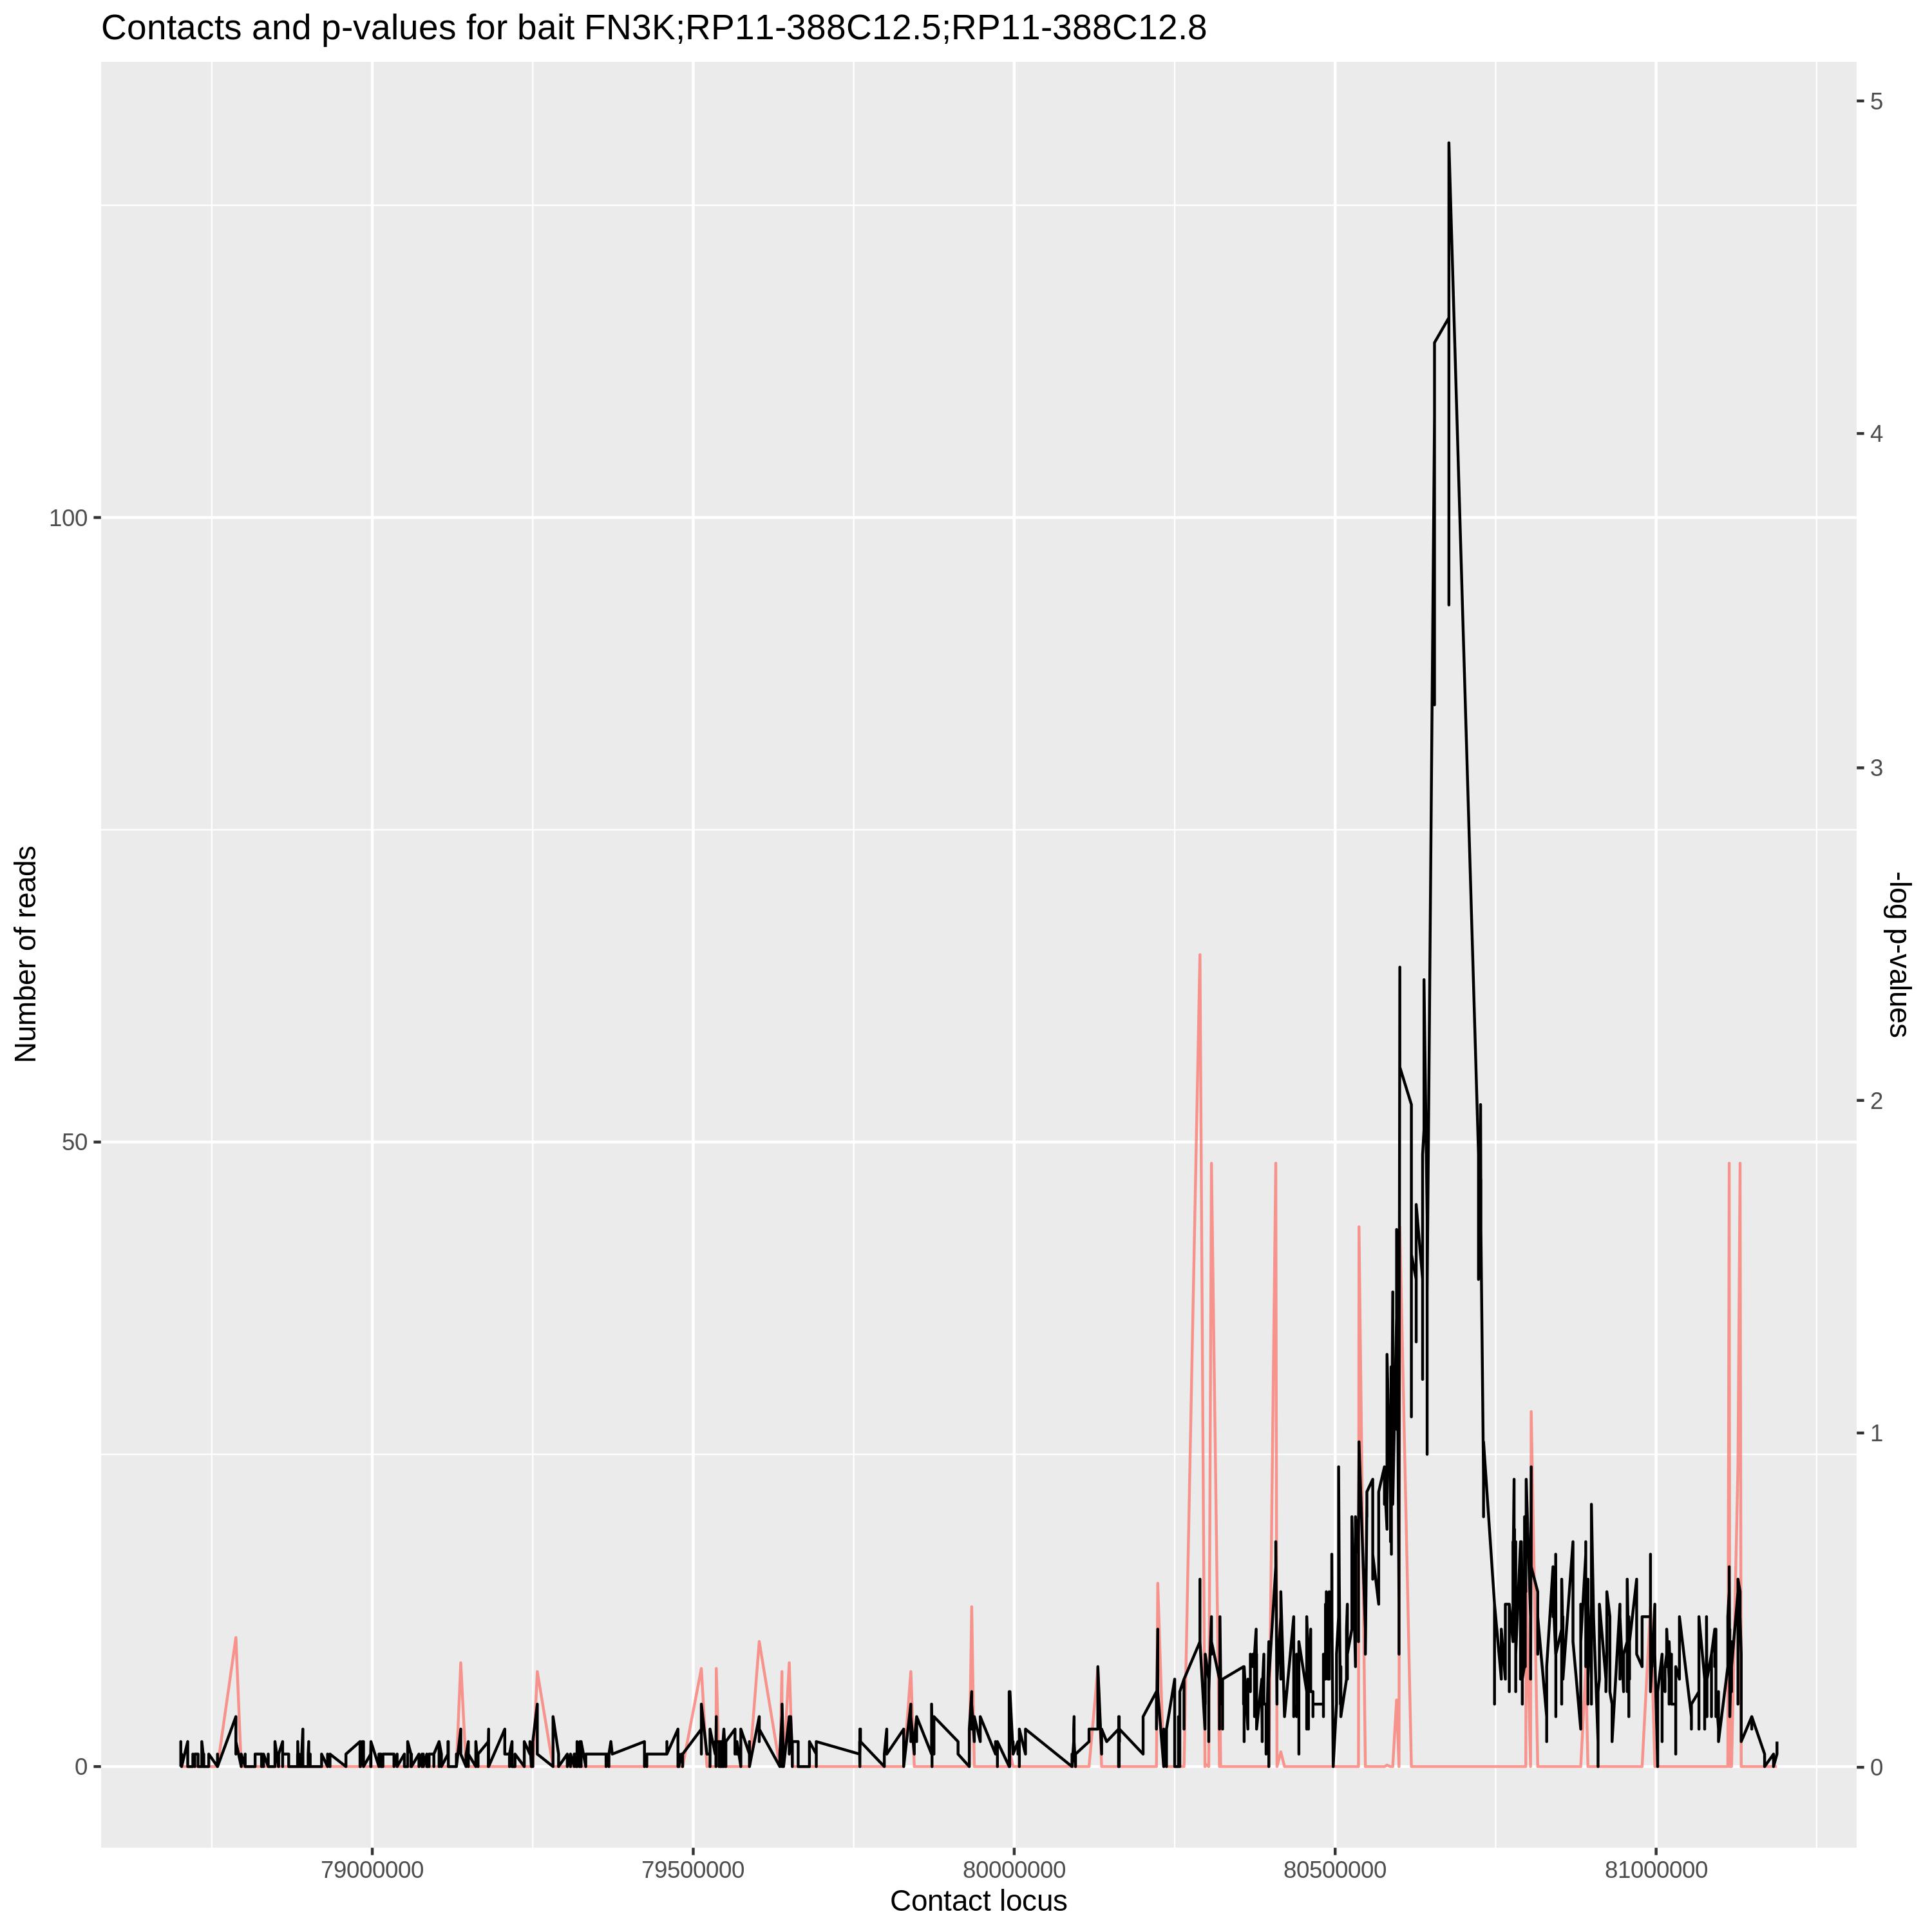 Contacts and p-values for bait FN3K;RP11-388C12.5;RP11-388C12.8
Number of reads
100
50
0
5
4
3
2
1
0
-log p-values
79000000 79500000 80000000 80500000 81000000
Contact locus